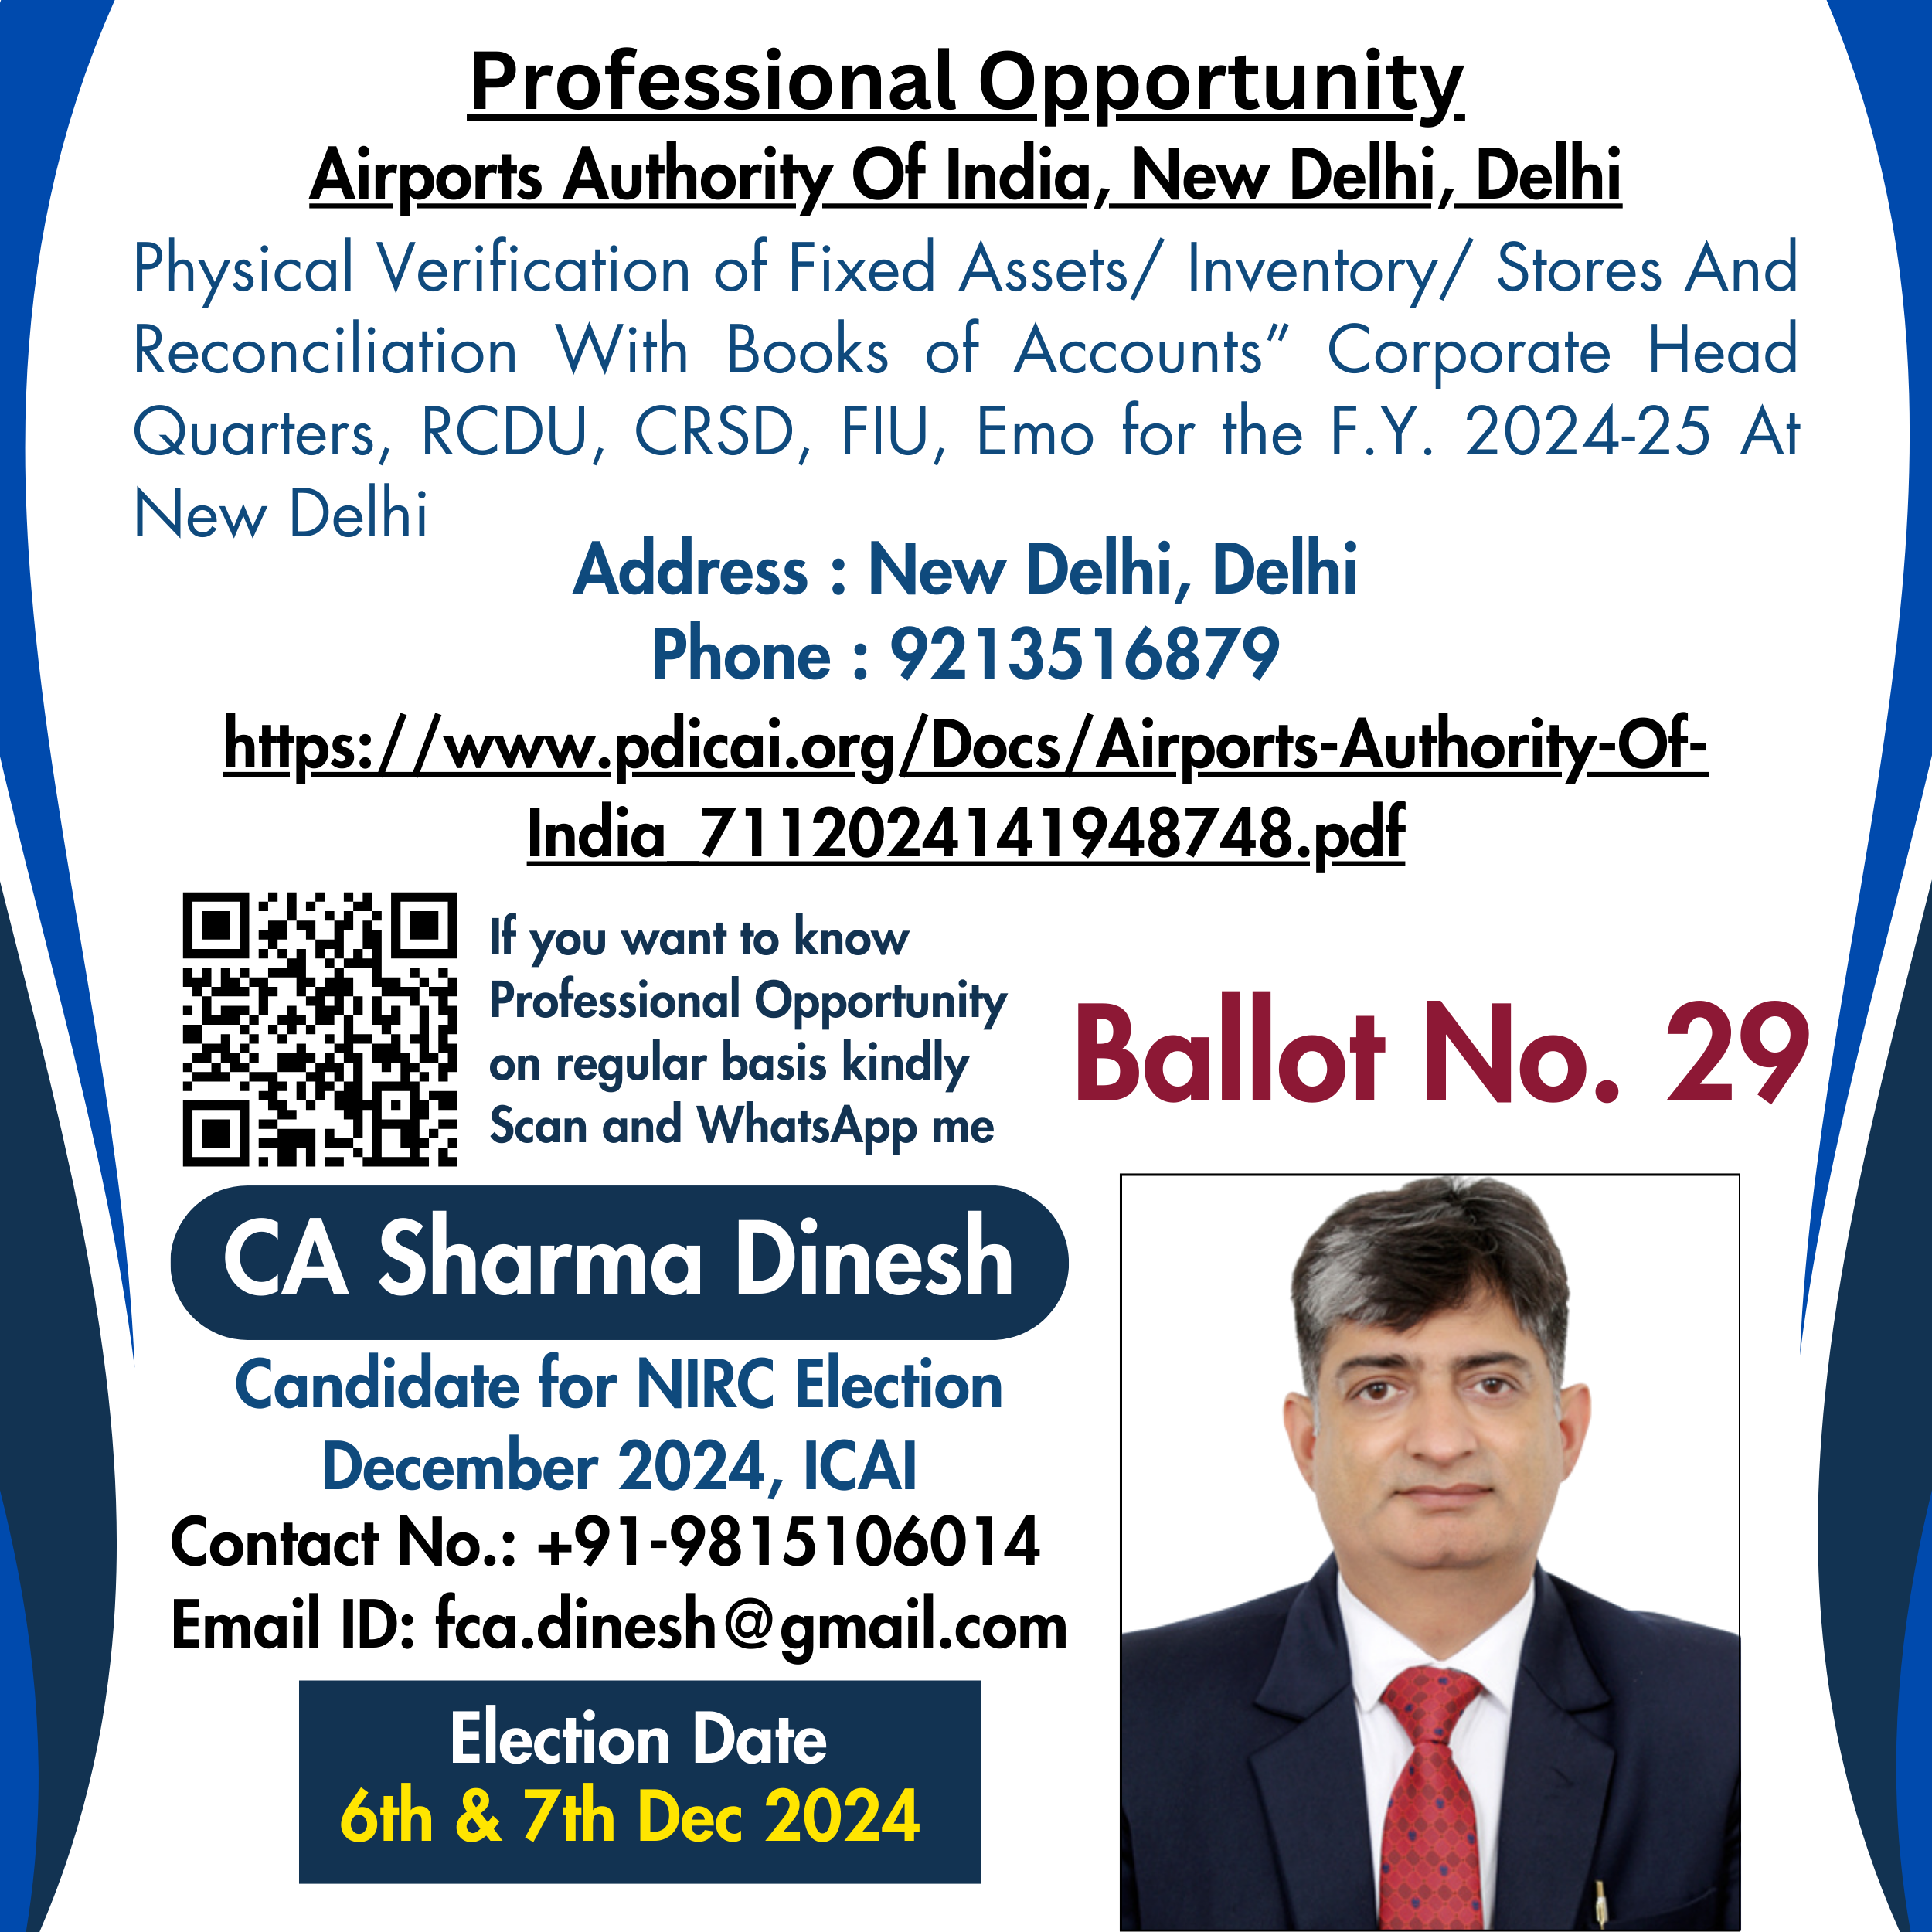 Professional Opportunity
Airports Authority Of India, New Delhi, Delhi
Physical Verification of Fixed Assets/ Inventory/ Stores And
Reconciliation With Books of Accounts” Corporate Head
Quarters, RCDU, CRSD, FIU, Emo for the F.Y. 2024-25 At
New Delhi
Address : New Delhi, Delhi
Phone : 9213516879
https://www.pdicai.org/Docs/Airports-Authority-Of-
India_711202414194​8748.pdf
If you want to know
Professional Opportunity
on regular basis kindly
Scan and WhatsApp me
Ballot No. 29
CA Sharma Dinesh
Candidate for NIRC Election
December 2024, ICAI
Contact No.: +91-9815106014
Email ID: fca.dinesh@gmail.com
Election Date
6th & 7th Dec 2024